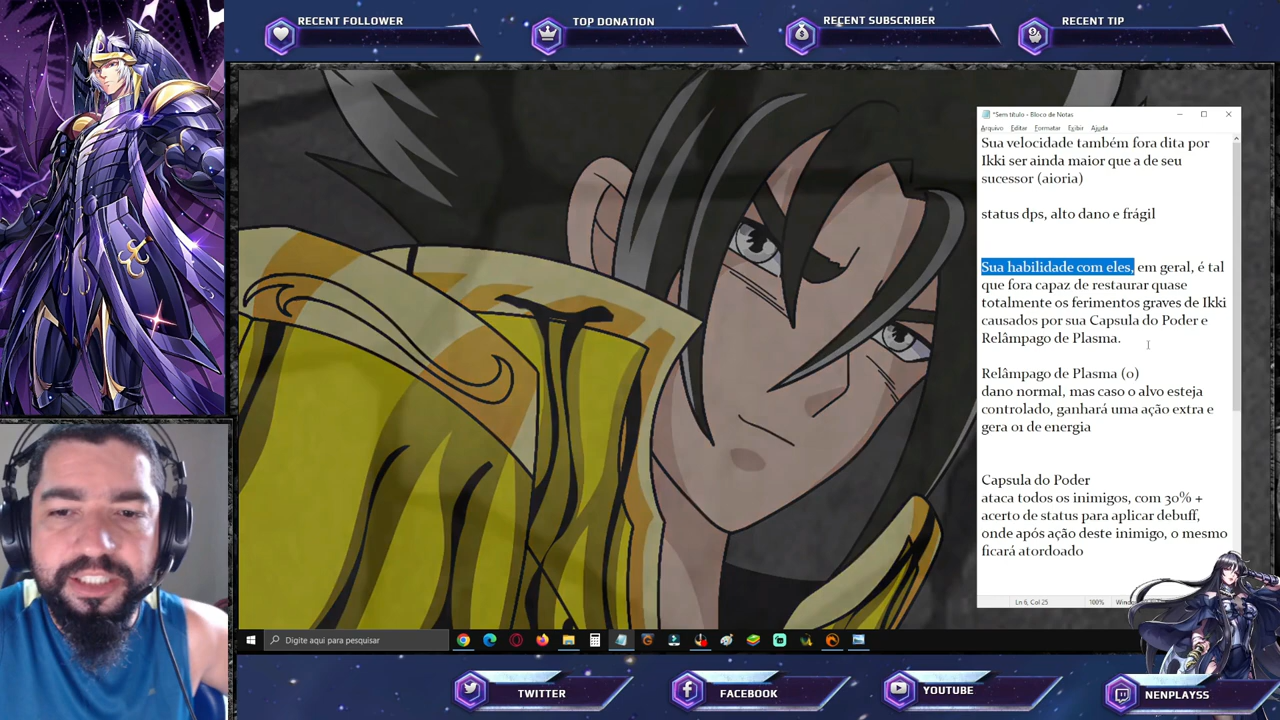 RECENT FOLLOWER
TOP DONATION
RECENT SUBSCRIBER
RECENT TIP
*Sem título - Bloco de Notas
Arquivo Editar Formatar Exibir Ajuda
Sua velocidade também fora dita por
Ikki ser ainda maior que a de seu
sucessor (aioria)
status dps, alto dano e frágil
Sua habilidade com eles, em geral, é tal
que fora capaz de restaurar quase
totalmente os ferimentos graves de Ikki
causados por sua Capsula do Poder e
Relâmpago de Plasma.
Relâmpago de Plasma (0)
dano normal, mas caso o alvo esteja
controlado, ganhará uma ação extra e
gera 01 de energia
Capsula do Poder
ataca todos os inimigos, com 30% +
acerto de status para aplicar debuff,
onde após ação deste inimigo, o mesmo
ficará atordoado
Ln 6, Col 25 100% Windo
Digite aqui para pesquisar
TWITTER
FACEBOOK
YOUTUBE
NENPLAYSS